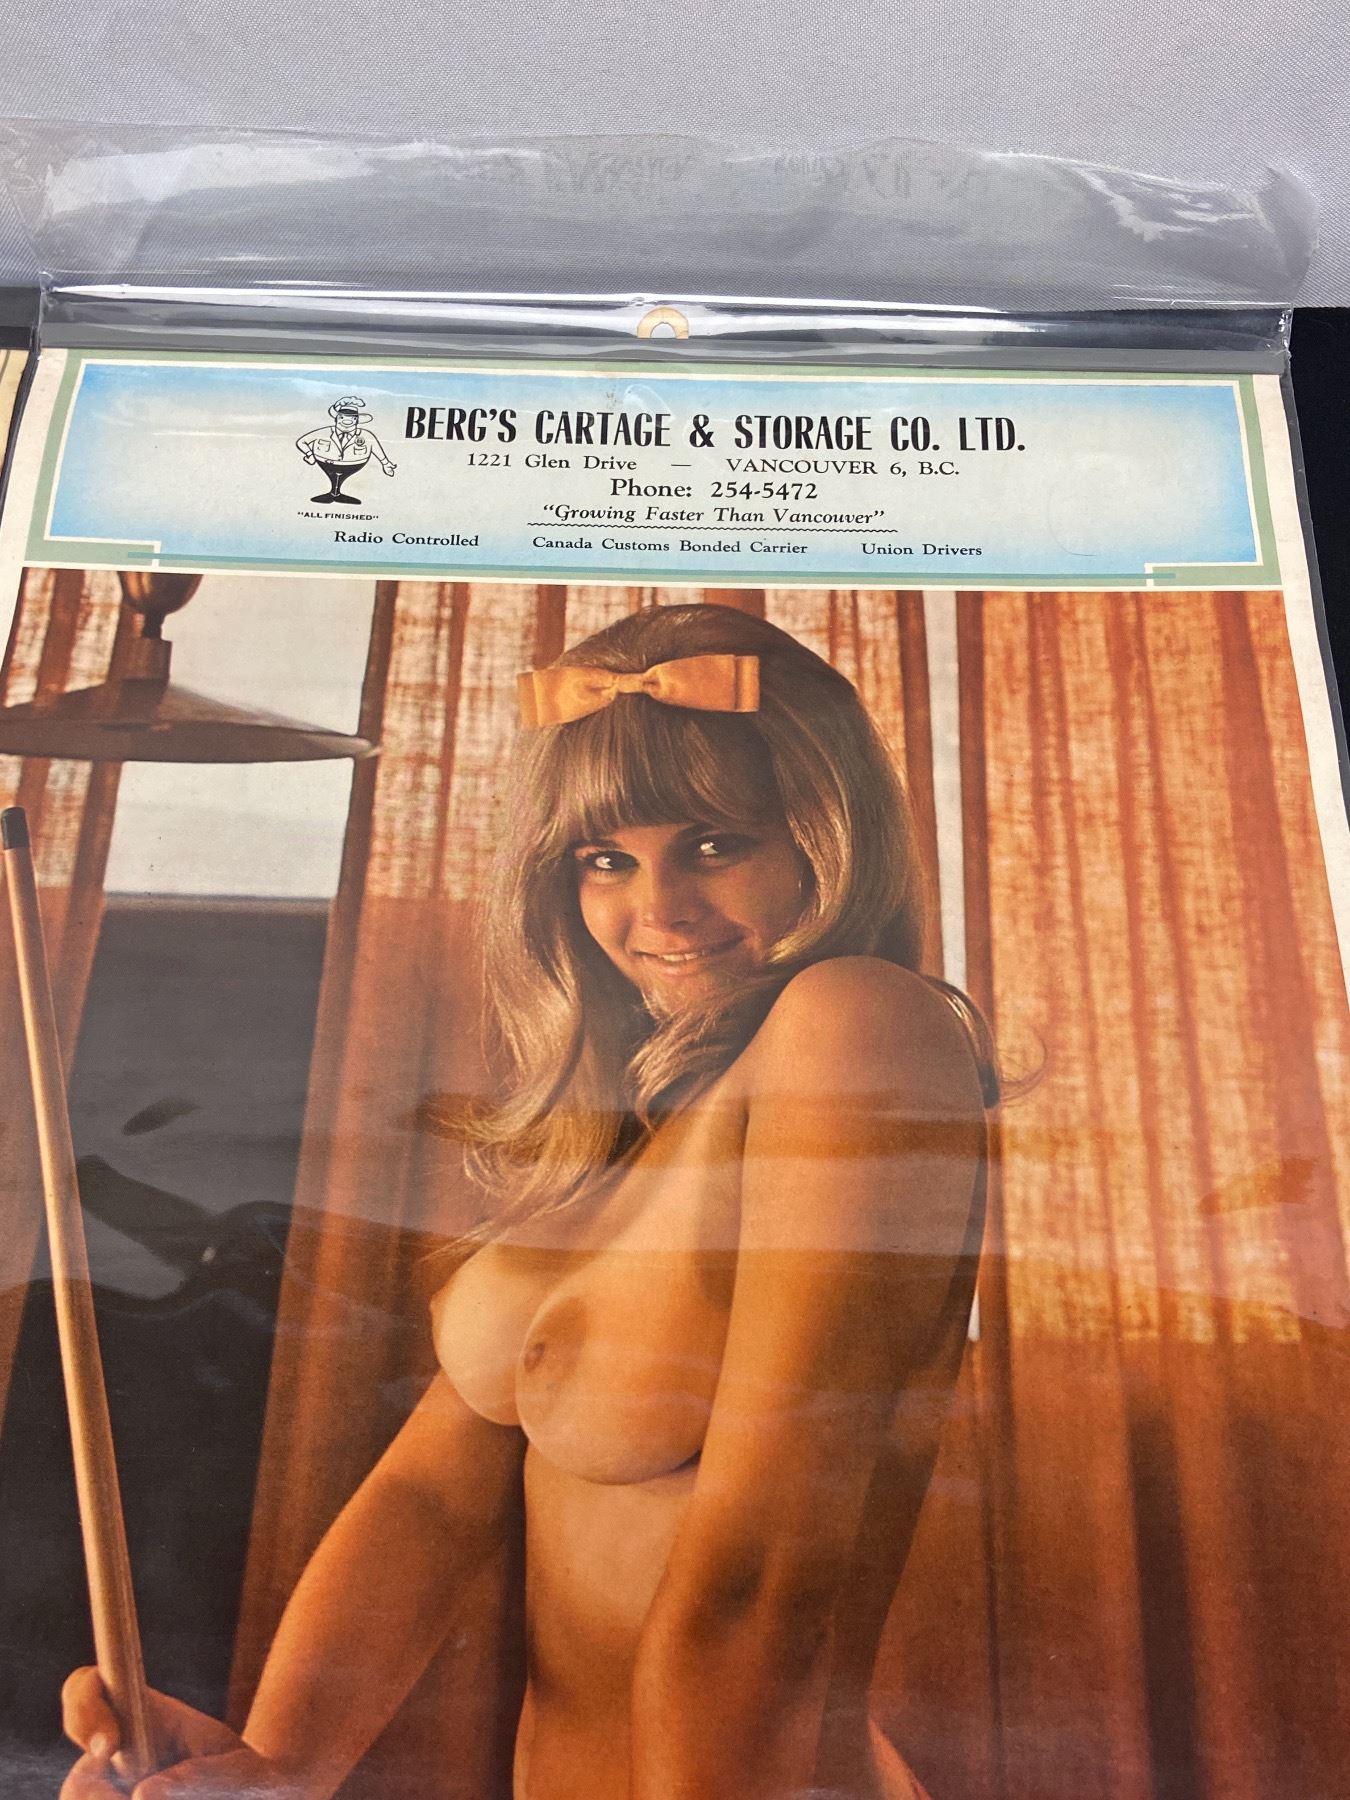 BERG'S CARTAGE & STORAGE CO. LTD.
1221 Glen Drive — VANCOUVER 6, B.C.
Phone: 254-5472
"Growing Faster Than Vancouver"
"ALL FINISHED"
Radio Controlled Canada Customs Bonded Carrier Union Drivers